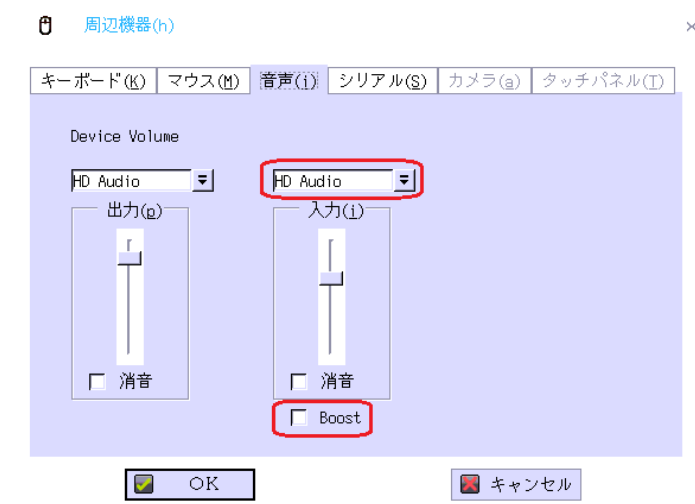 周辺機器(h)
キーボード(K) マウス(M) 音声(i) シリアル(S) カメラ(a) タッチパネル(T)
Device Volume
HD Audio HD Audio
出力(p) 入力(i)
消音 消音
Boost
OK キャンセル